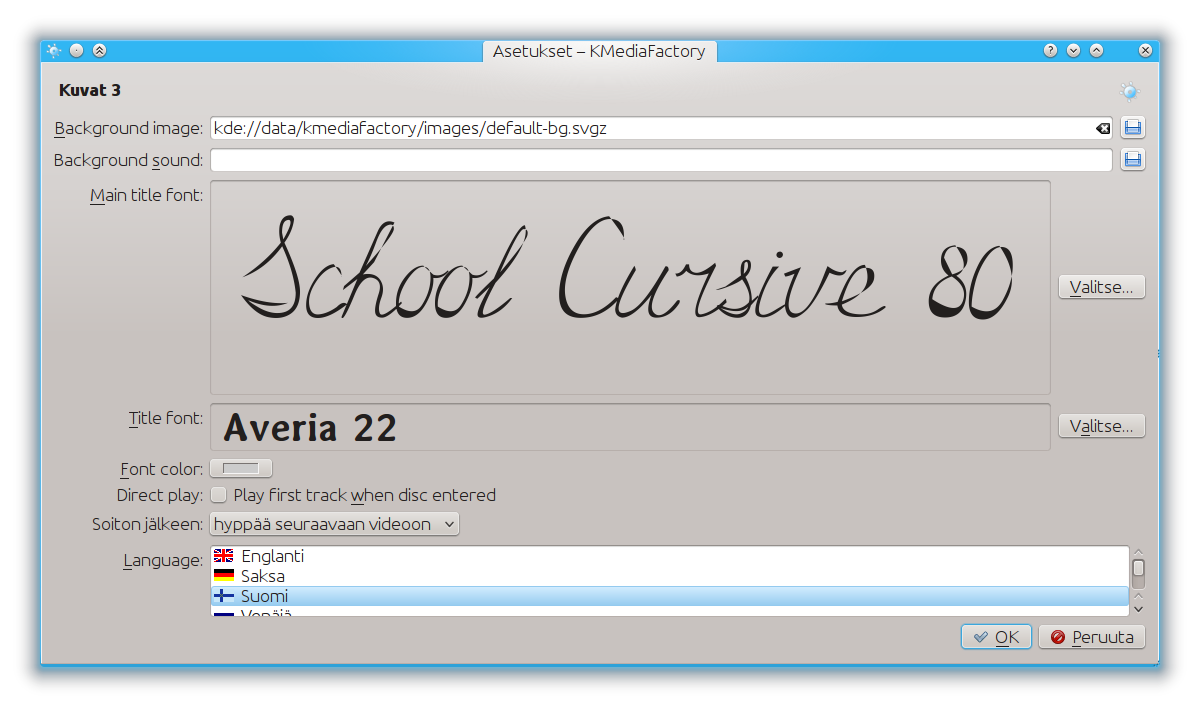 Asetukset – KMediaFactory
Kuvat 3
Background image: kde://data/kmediafactory/images/default-bg.svgz
Background sound:
Main title font: School Cursive 80 Valitse...
Title font: Averia 22 Valitse...
Font color:
Direct play: Play first track when disc entered
Soiton jälkeen: hyppää seuraavaan videoon
Language: Englanti
Saksa
Suomi
Venäjä
OK Peruuta